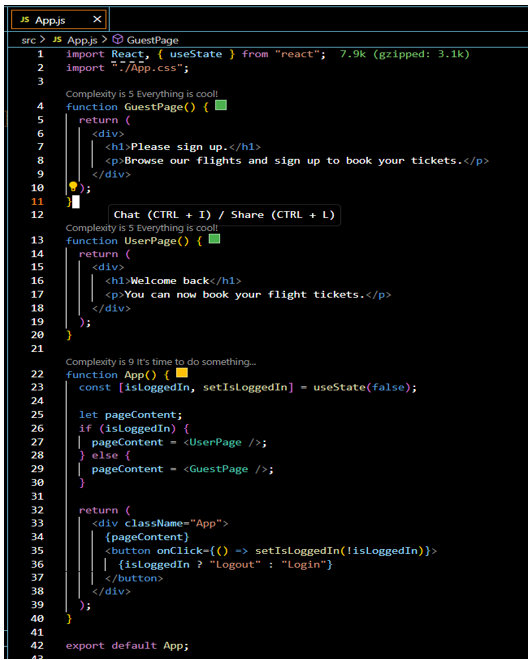 JS App.js ×
src > JS App.js > GuestPage
1 import React, { useState } from "react"; 7.9k (gzipped: 3.1k)
2 import "./App.css";
3
Complexity is 5 Everything is cool!
4 function GuestPage() {
5 return (
6 <div>
7 <h1>Please sign up.</h1>
8 <p>Browse our flights and sign up to book your tickets.</p>
9 </div>
10 );
11 }
12 Chat (CTRL + I) / Share (CTRL + L)
Complexity is 5 Everything is cool!
13 function UserPage() {
14 return (
15 <div>
16 <h1>Welcome back</h1>
17 <p>You can now book your flight tickets.</p>
18 </div>
19 );
20 }
21
Complexity is 9 It's time to do something...
22 function App() {
23 const [isLoggedIn, setIsLoggedIn] = useState(false);
24
25 let pageContent;
26 if (isLoggedIn) {
27 pageContent = <UserPage />;
28 } else {
29 pageContent = <GuestPage />;
30 }
31
32 return (
33 <div className="App">
34 {pageContent}
35 <button onClick={() => setIsLoggedIn(!isLoggedIn)}>
36 {isLoggedIn ? "Logout" : "Login"}
37 </button>
38 </div>
39 );
40 }
41
42 export default App;
43